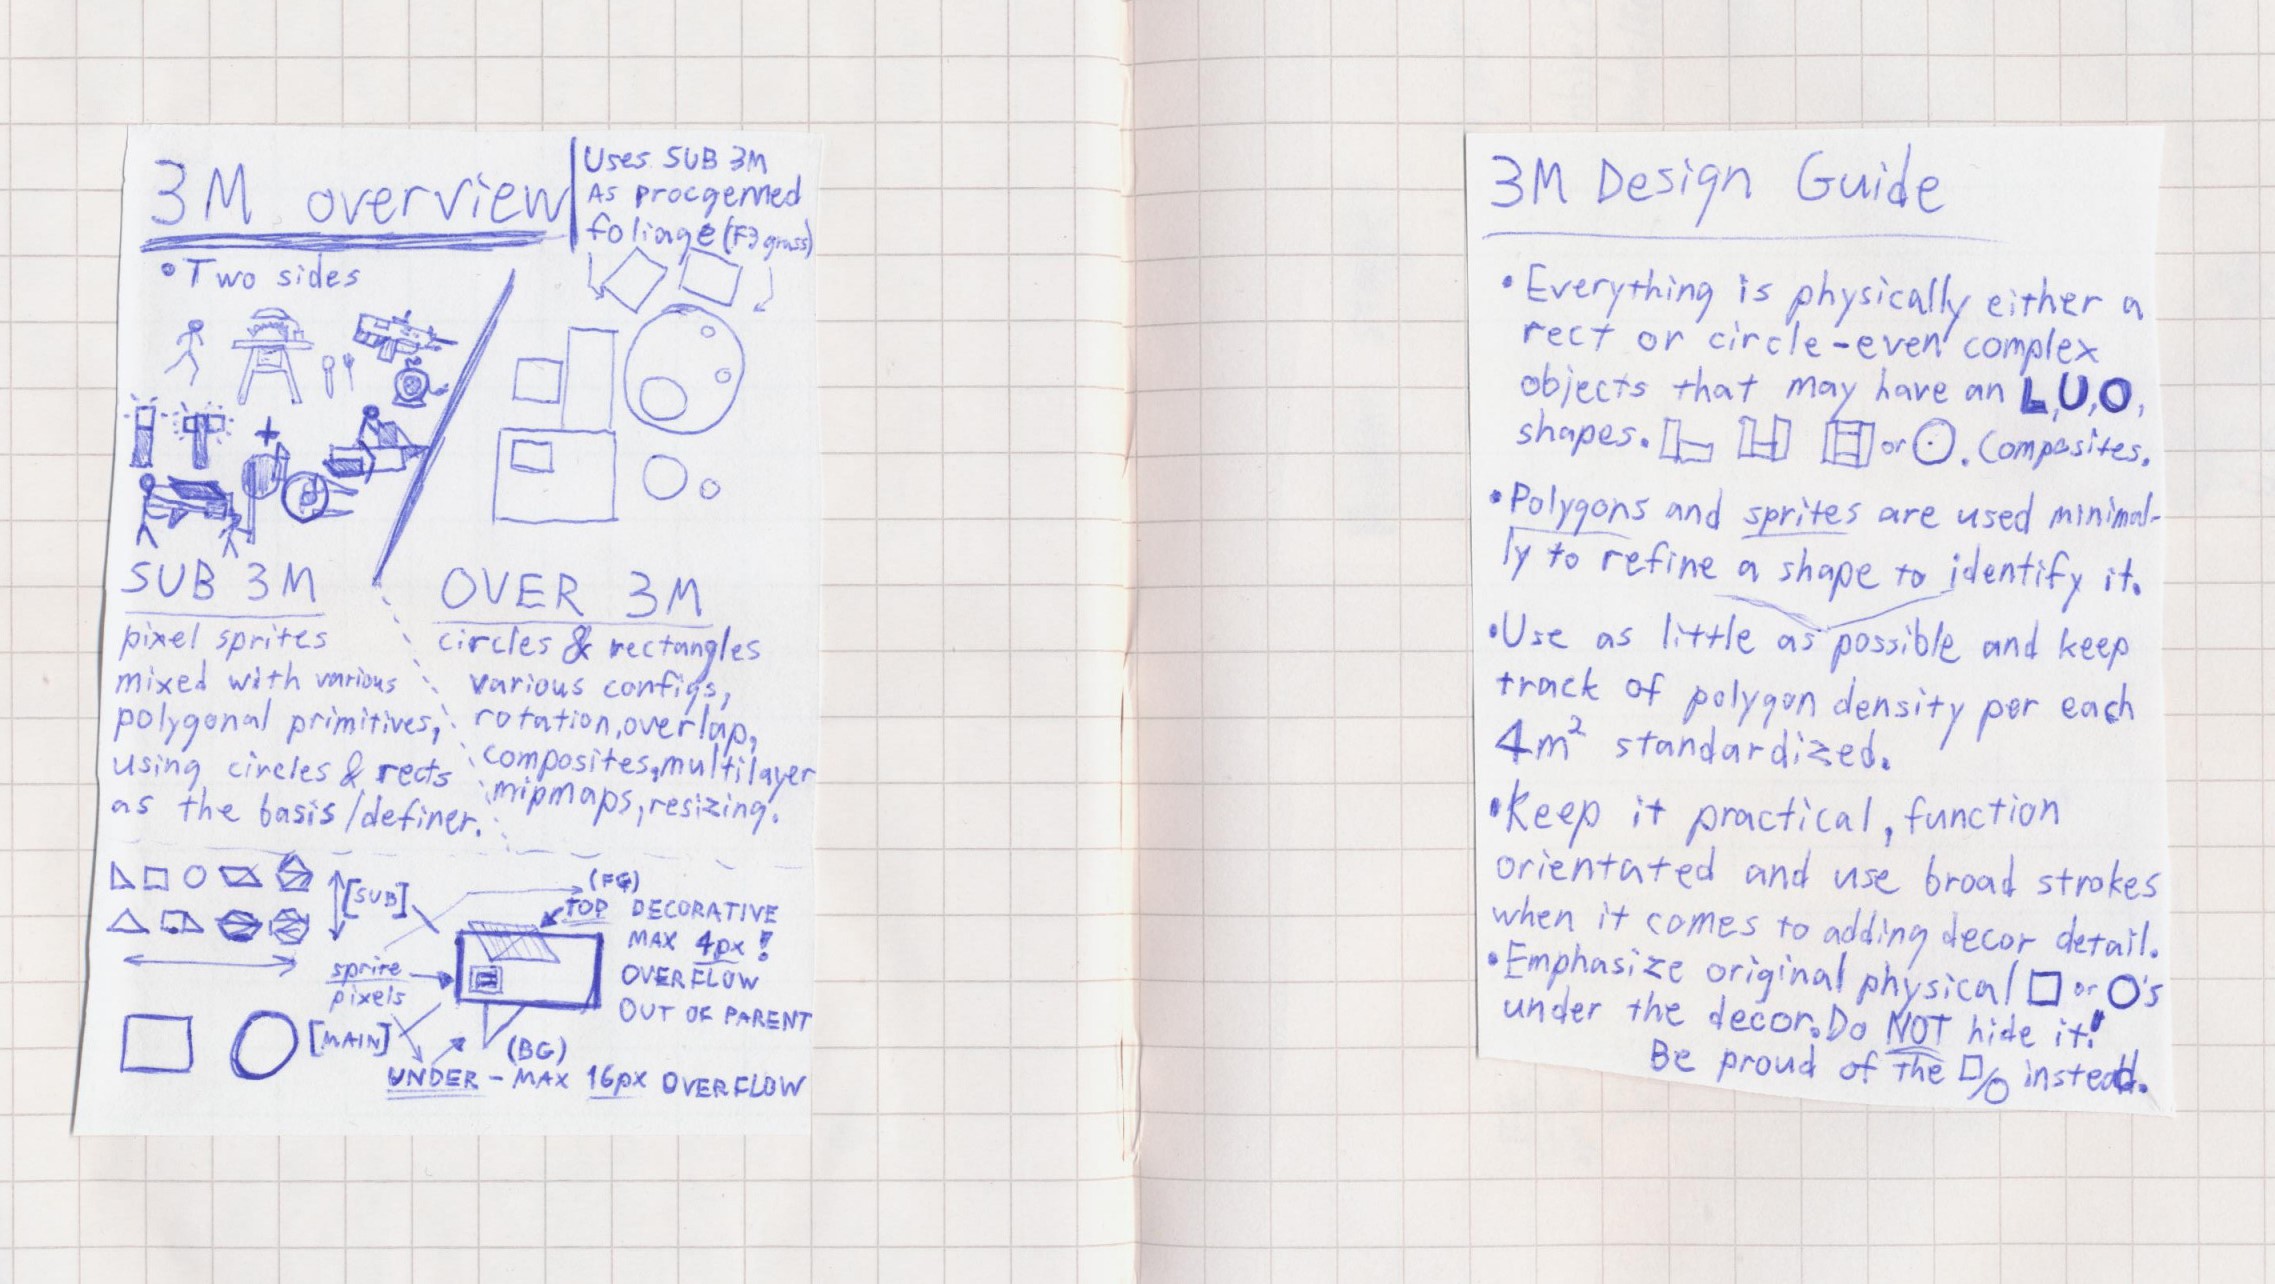 3M overview
Uses SUB 3M
As procgenned
foliage (F3 grass)
• Two sides
SUB 3M
pixel sprites
mixed with various
polygonal primitives,
using circles & rects
as the basis/definer.
OVER 3M
circles & rectangles
various configs,
rotation, overlap,
composites, multilayer
mipmaps, resizing.
[SUB]
sprite
pixels
[MAIN]
(FG)
TOP DECORATIVE
MAX 4px!
OVERFLOW
OUT OF PARENT
(BG)
UNDER - MAX 16px OVERFLOW
3M Design Guide
• Everything is physically either a
rect or circle - even complex
objects that may have an L, U, O,
shapes. or . Composites.
• Polygons and sprites are used minimal-
ly to refine a shape to identify it.
• Use as little as possible and keep
track of polygon density per each
4m² standardized.
• Keep it practical, function
orientated and use broad strokes
when it comes to adding decor detail.
• Emphasize original physical □ or O's
under the decor. Do NOT hide it!
Be proud of the □/O instead.